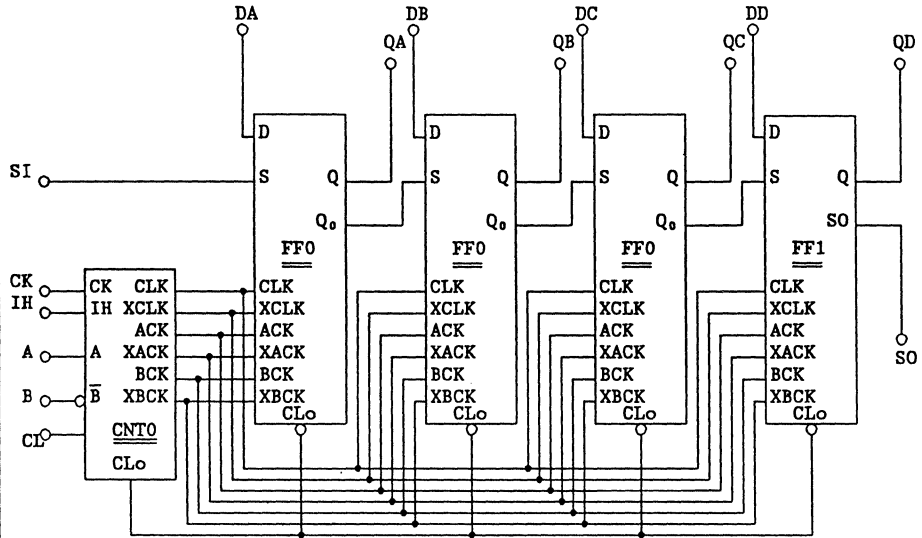 DA DB DC DD
QA QB QC QD
D D D D
SI S Q S Q S Q S Q
Q₀ Q₀ Q₀ SO
FF0 FF0 FF0 FF1
CK CK CLK CLK CLK CLK CLK
IH IH XCLK XCLK XCLK XCLK XCLK
ACK ACK ACK ACK ACK
A A XACK XACK XACK XACK XACK SO
BCK BCK BCK BCK BCK
B B̅ XBCK XBCK XBCK XBCK XBCK
CLo CLo CLo CLo
CL CNT0
CLo